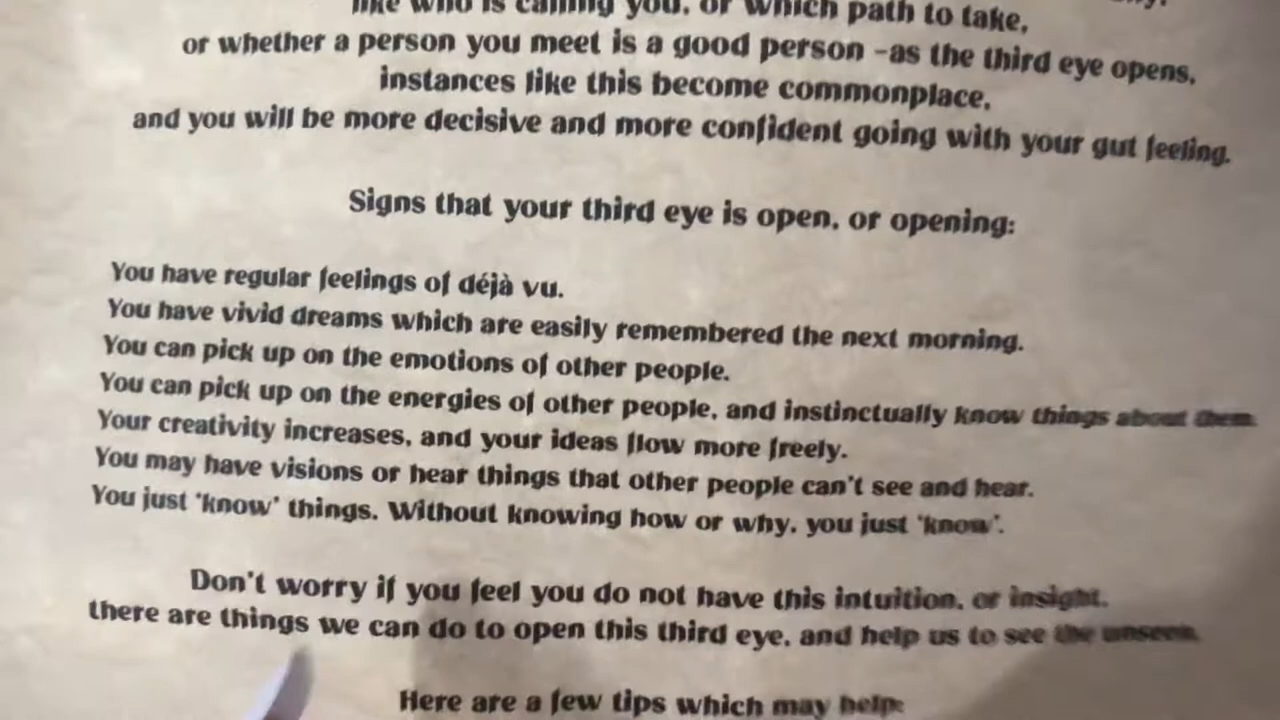 like who is calling you, or which path to take,
or whether a person you meet is a good person -as the third eye opens,
instances like this become commonplace,
and you will be more decisive and more confident going with your gut feeling.
Signs that your third eye is open, or opening:
You have regular feelings of déjà vu.
You have vivid dreams which are easily remembered the next morning.
You can pick up on the emotions of other people.
You can pick up on the energies of other people, and instinctually know things about them.
Your creativity increases, and your ideas flow more freely.
You may have visions or hear things that other people can't see and hear.
You just 'know' things. Without knowing how or why, you just 'know'.
Don't worry if you feel you do not have this intuition, or insight,
there are things we can do to open this third eye, and help us to see the unseen.
Here are a few tips which may help: